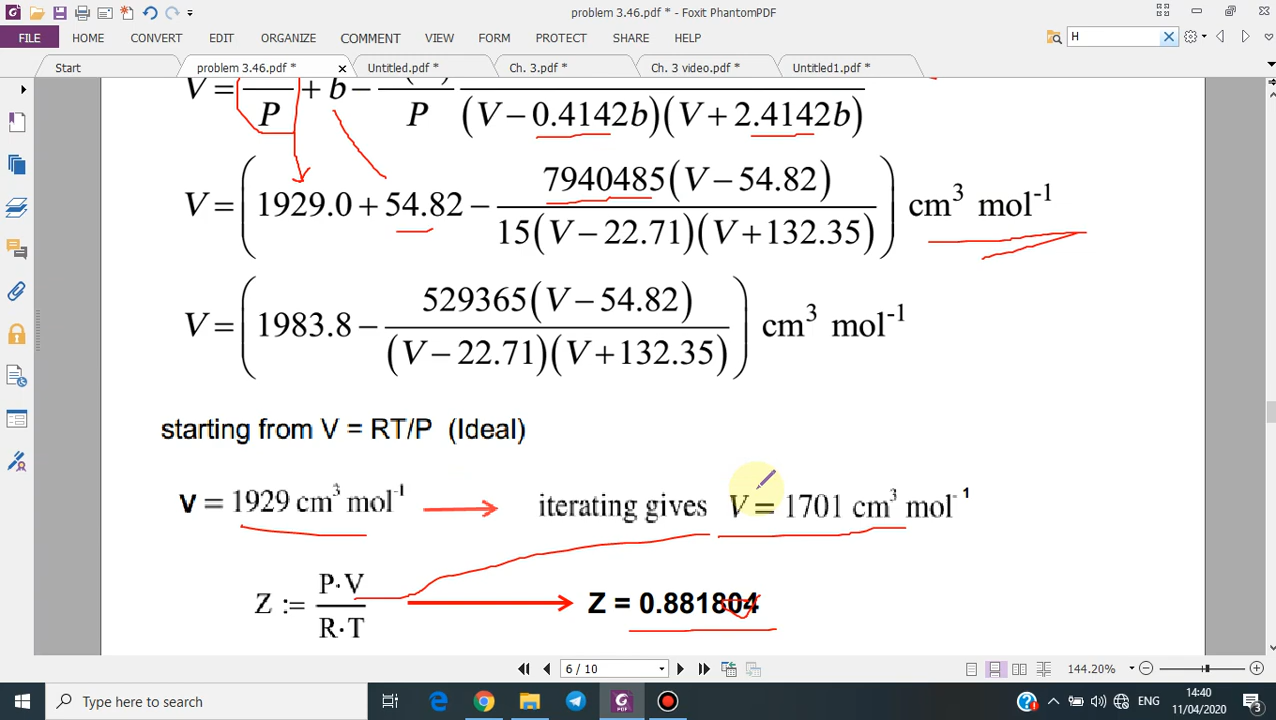 problem 3.46.pdf * - Foxit PhantomPDF
FILE HOME CONVERT EDIT ORGANIZE COMMENT VIEW FORM PROTECT SHARE HELP H
Start problem 3.46.pdf * Untitled.pdf * Ch. 3.pdf * Ch. 3 video.pdf * Untitled1.pdf *
V = P + b − P (V − 0.4142b)(V + 2.4142b)
V = (1929.0 + 54.82 − 7940485(V − 54.82) / 15(V − 22.71)(V + 132.35)) cm³ mol⁻¹
V = (1983.8 − 529365(V − 54.82) / (V − 22.71)(V + 132.35)) cm³ mol⁻¹
starting from V = RT/P (Ideal)
V = 1929 cm³ mol⁻¹ → iterating gives V = 1701 cm³ mol⁻¹
Z := P·V / R·T → Z = 0.881804
6 / 10 144.20%
Type here to search ENG 14:40
11/04/2020 3